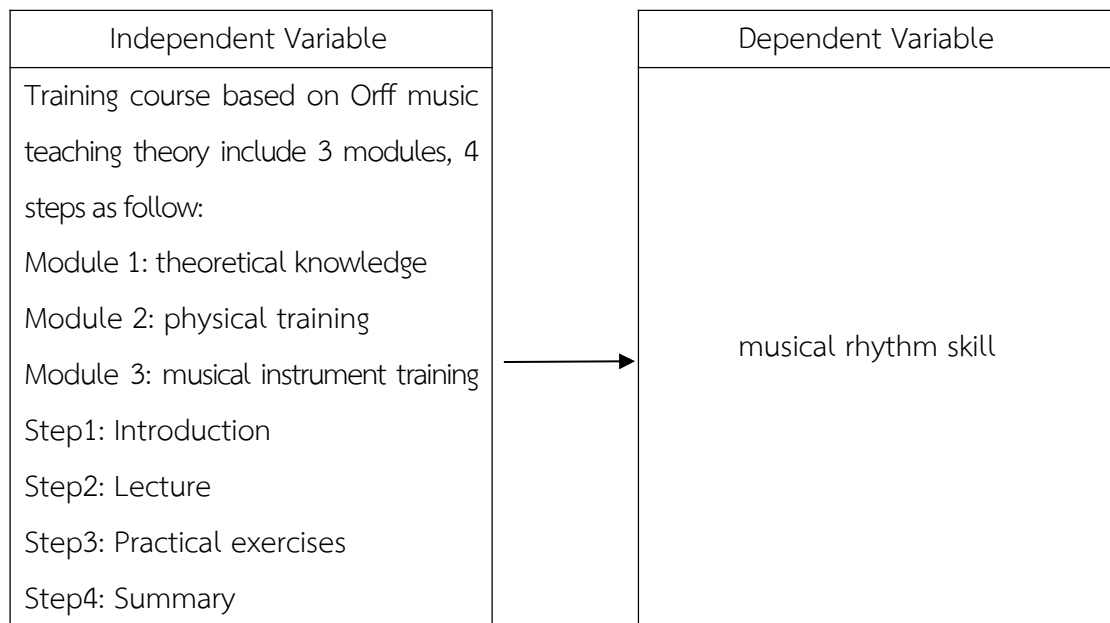 Independent Variable
Training course based on Orff music
teaching theory include 3 modules, 4
steps as follow:
Module 1: theoretical knowledge
Module 2: physical training
Module 3: musical instrument training
Step1: Introduction
Step2: Lecture
Step3: Practical exercises
Step4: Summary
Dependent Variable
musical rhythm skill